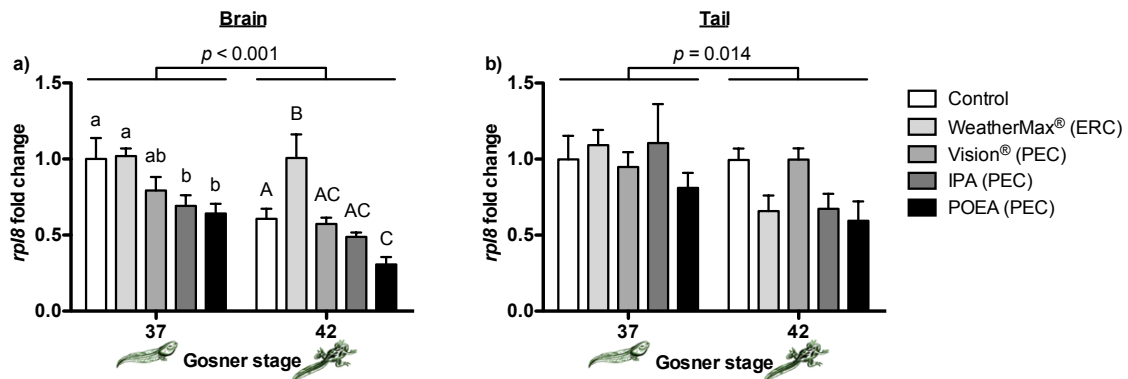 Brain
a)
p < 0.001
1.5
1.0
0.5
0.0
rpl8 fold change
a
a
ab
b
b
A
B
AC
AC
C
37
42
Gosner stage
Tail
b)
p = 0.014
1.5
1.0
0.5
0.0
rpl8 fold change
37
42
Gosner stage
Control
WeatherMax® (ERC)
Vision® (PEC)
IPA (PEC)
POEA (PEC)